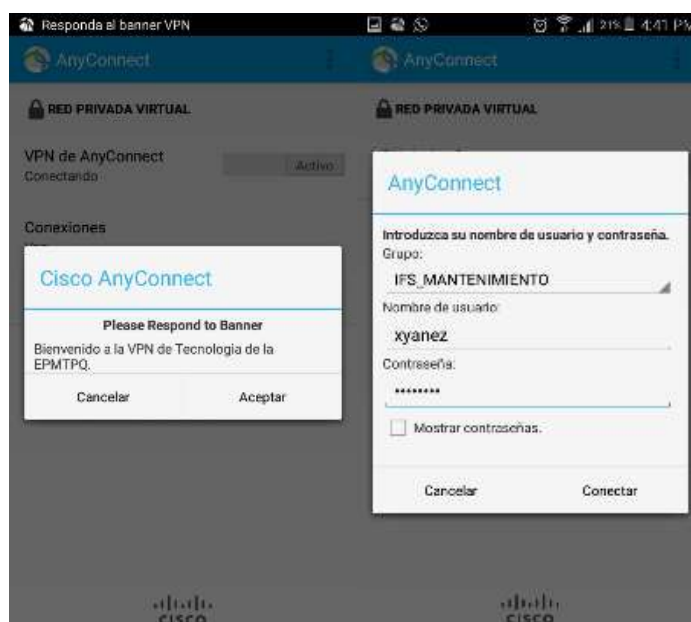 Responda al banner VPN
AnyConnect
RED PRIVADA VIRTUAL
VPN de AnyConnect
Conectando
Activo
Conexiones
Cisco AnyConnect
Please Respond to Banner
Bienvenido a la VPN de Tecnologia de la
EPMTPQ.
Cancelar
Aceptar
CISCO
21% 4:41 PM
AnyConnect
RED PRIVADA VIRTUAL
AnyConnect
Introduzca su nombre de usuario y contraseña.
Grupo:
IFS_MANTENIMIENTO
Nombre de usuario:
xyanez
Contraseña:
••••••••
Mostrar contraseñas.
Cancelar
Conectar
CISCO